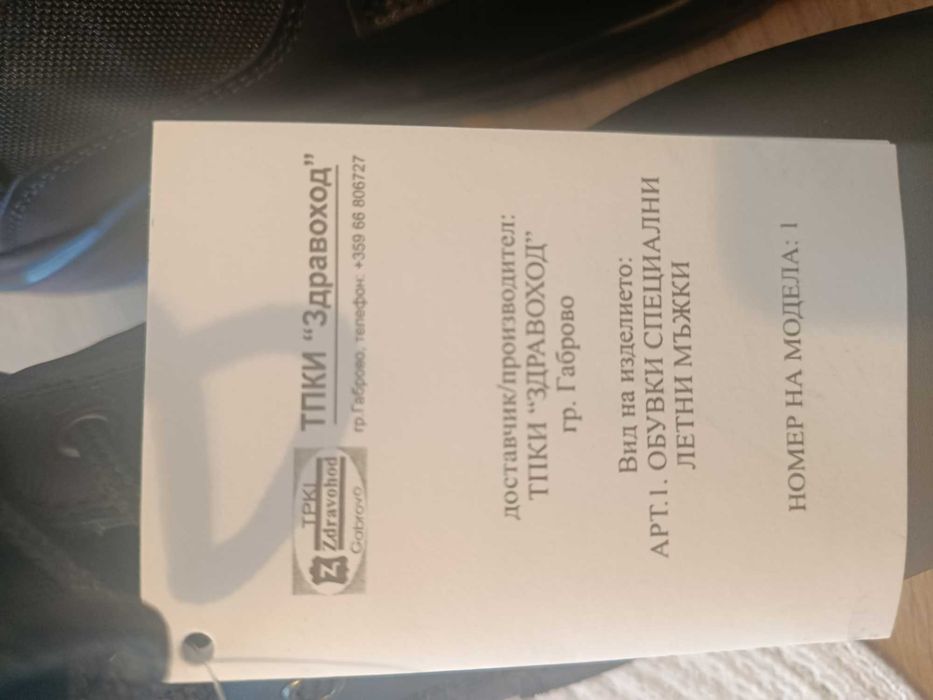 TPKI
Zdravohod
Gabrovo
ТПКИ “Здравоход”
гр.Габрово, телефон: +359 66 806727
доставчик/производител:
ТПКИ “ЗДРАВОХОД”
гр. Габрово
Вид на изделието:
АРТ.1. ОБУВКИ СПЕЦИАЛНИ
ЛЕТНИ МЪЖКИ
НОМЕР НА МОДЕЛА: 1